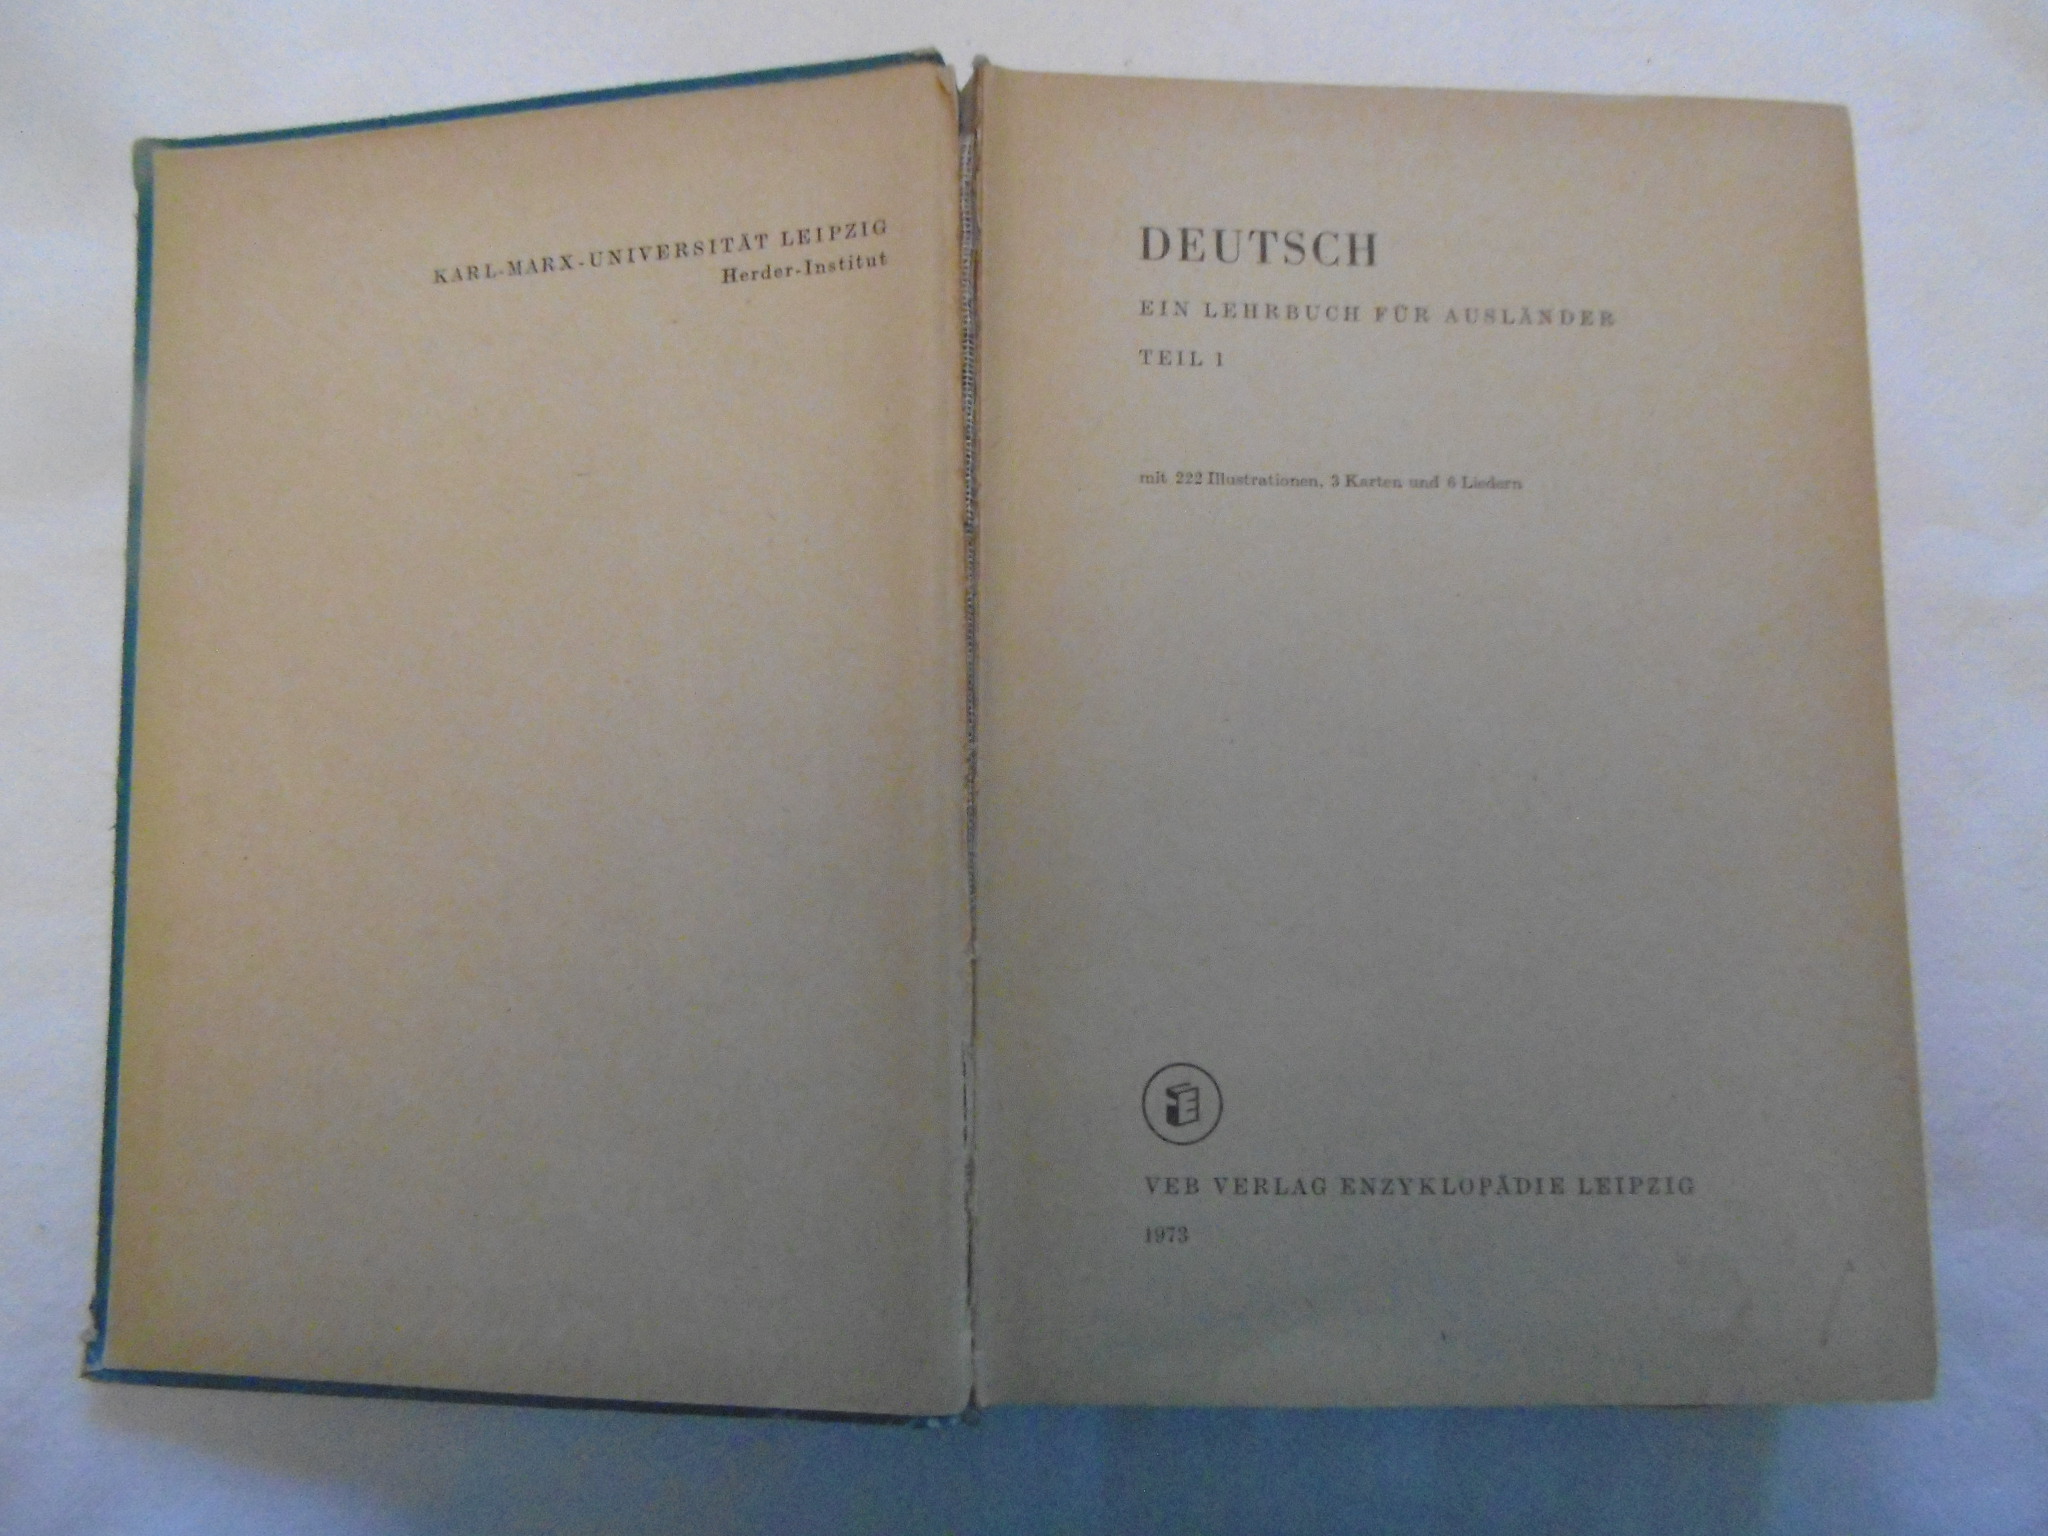 KARL-MARX-UNIVERSITÄT LEIPZIG
Herder-Institut
DEUTSCH
EIN LEHRBUCH FÜR AUSLÄNDER
TEIL 1
mit 222 Illustrationen, 3 Karten und 6 Liedern
VEB VERLAG ENZYKLOPÄDIE LEIPZIG
1973